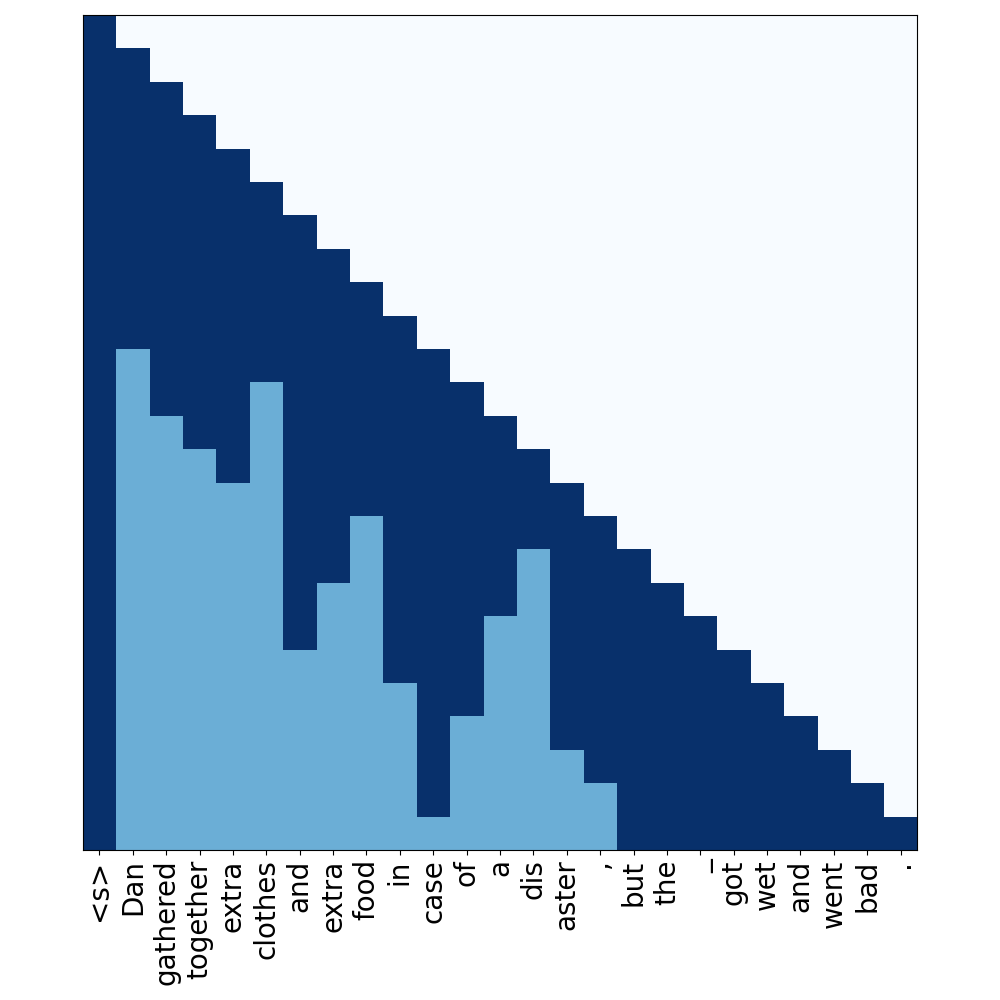 <s> Dan gathered together extra clothes and extra food in case of a dis aster , but the _ got wet and went bad .